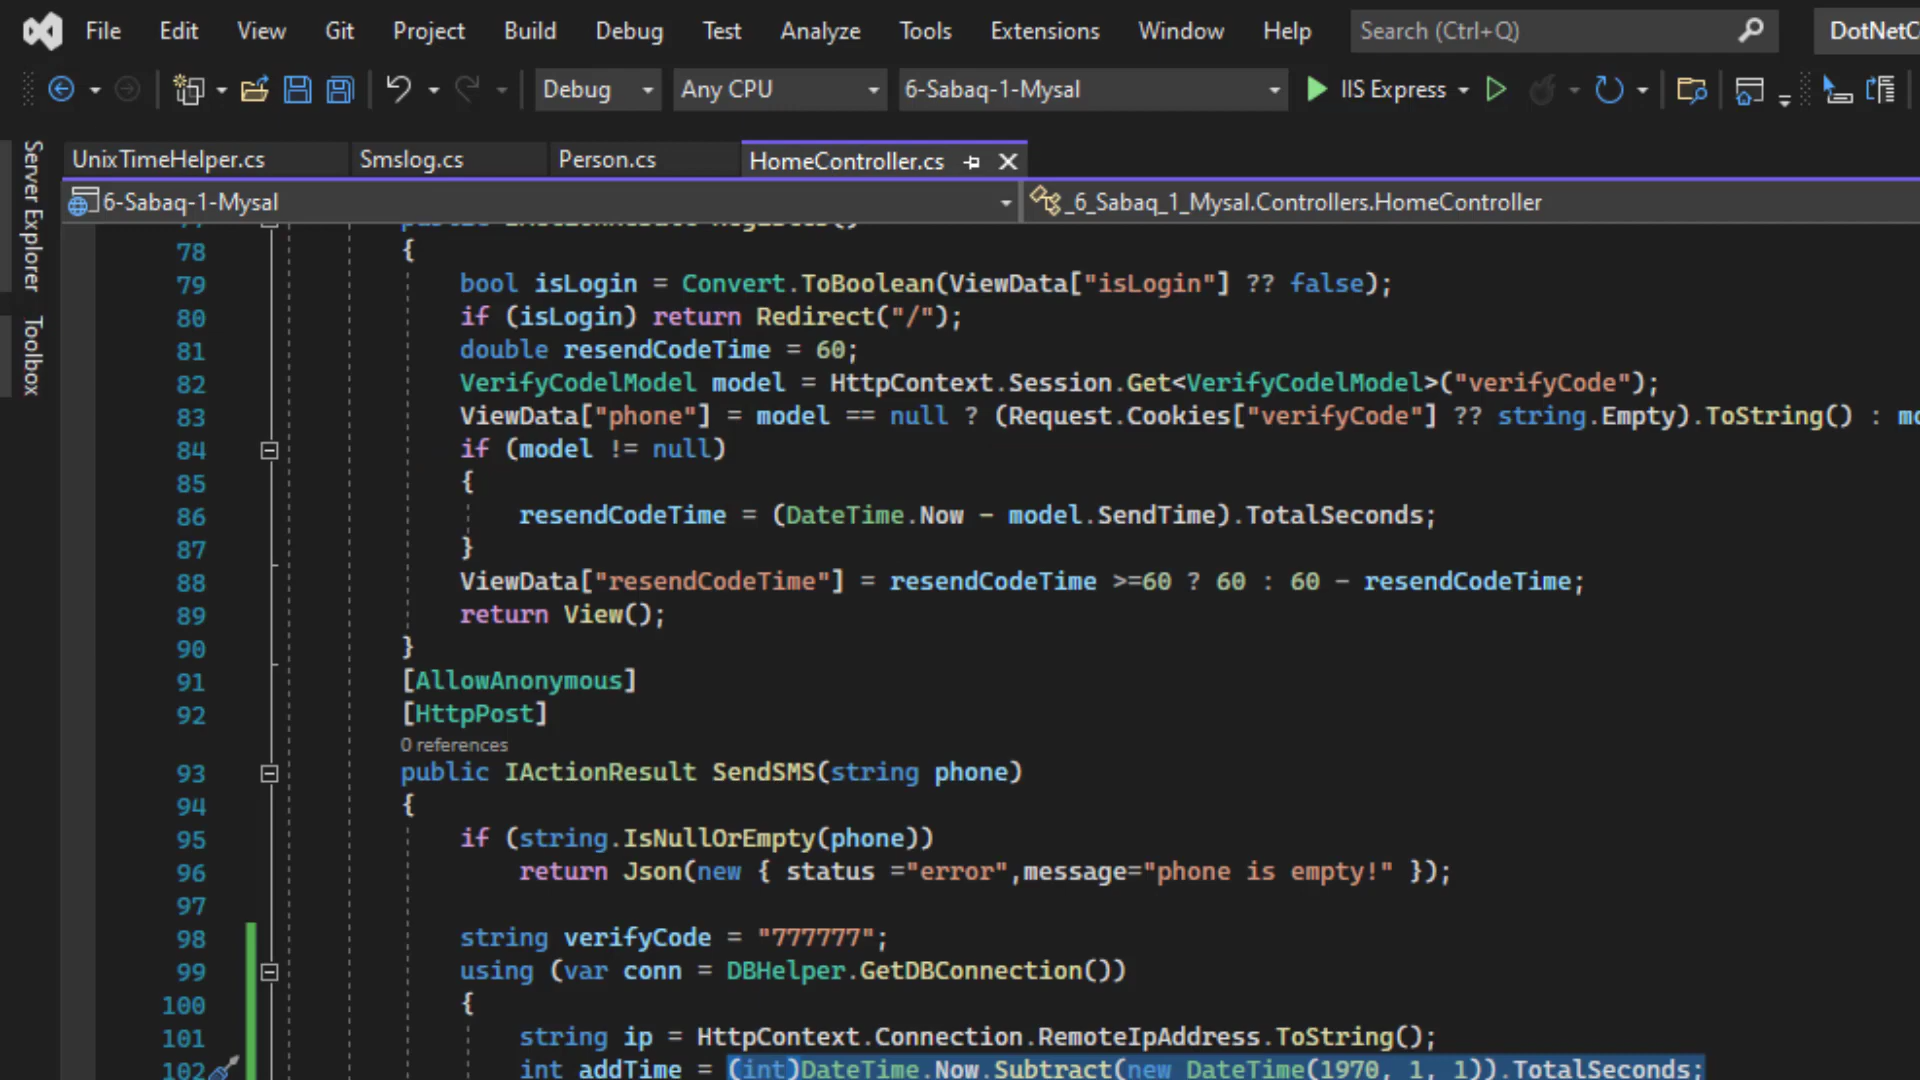 File Edit View Git Project Build Debug Test Analyze Tools Extensions Window Help Search (Ctrl+Q)
Debug Any CPU 6-Sabaq-1-Mysal IIS Express
Server Explorer
Toolbox
UnixTimeHelper.cs Smslog.cs Person.cs HomeController.cs
6-Sabaq-1-Mysal _6_Sabaq_1_Mysal.Controllers.HomeController
78 {
79 bool isLogin = Convert.ToBoolean(ViewData["isLogin"] ?? false);
80 if (isLogin) return Redirect("/");
81 double resendCodeTime = 60;
82 VerifyCodelModel model = HttpContext.Session.Get<VerifyCodelModel>("verifyCode");
83 ViewData["phone"] = model == null ? (Request.Cookies["verifyCode"] ?? string.Empty).ToString() :
84 if (model != null)
85 {
86 resendCodeTime = (DateTime.Now - model.SendTime).TotalSeconds;
87 }
88 ViewData["resendCodeTime"] = resendCodeTime >=60 ? 60 : 60 - resendCodeTime;
89 return View();
90 }
91 [AllowAnonymous]
92 [HttpPost]
0 references
93 public IActionResult SendSMS(string phone)
94 {
95 if (string.IsNullOrEmpty(phone))
96 return Json(new { status ="error",message="phone is empty!" });
97
98 string verifyCode = "777777";
99 using (var conn = DBHelper.GetDBConnection())
100 {
101 string ip = HttpContext.Connection.RemoteIpAddress.ToString();
102 int addTime = (int)DateTime.Now.Subtract(new DateTime(1970, 1, 1)).TotalSeconds;